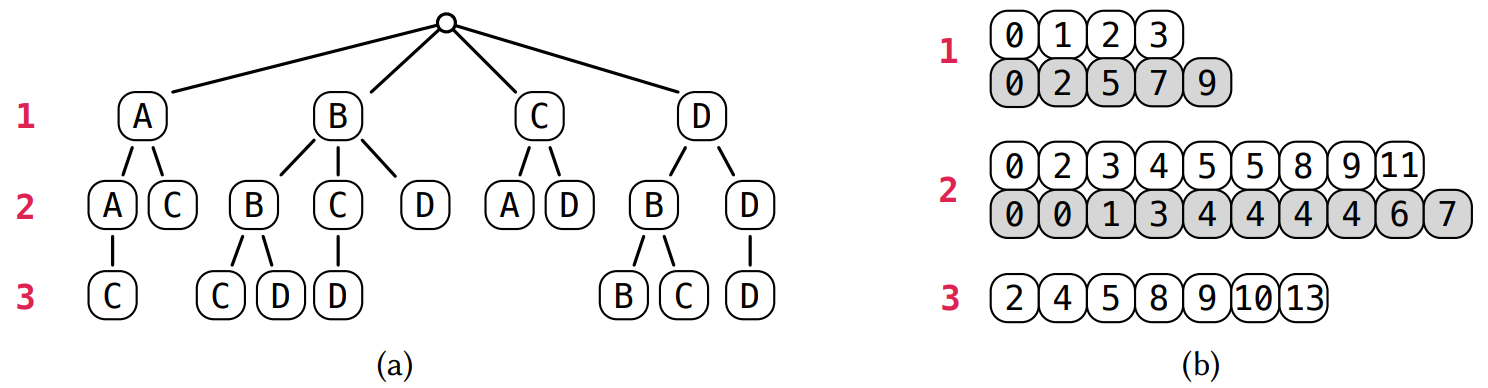 1 A B C D
2 A C B C D A D B D
3 C C D D B C D
(a)
1 0 1 2 3
0 2 5 7 9
2 0 2 3 4 5 5 8 9 11
0 0 1 3 4 4 4 4 6 7
3 2 4 5 8 9 10 13
(b)